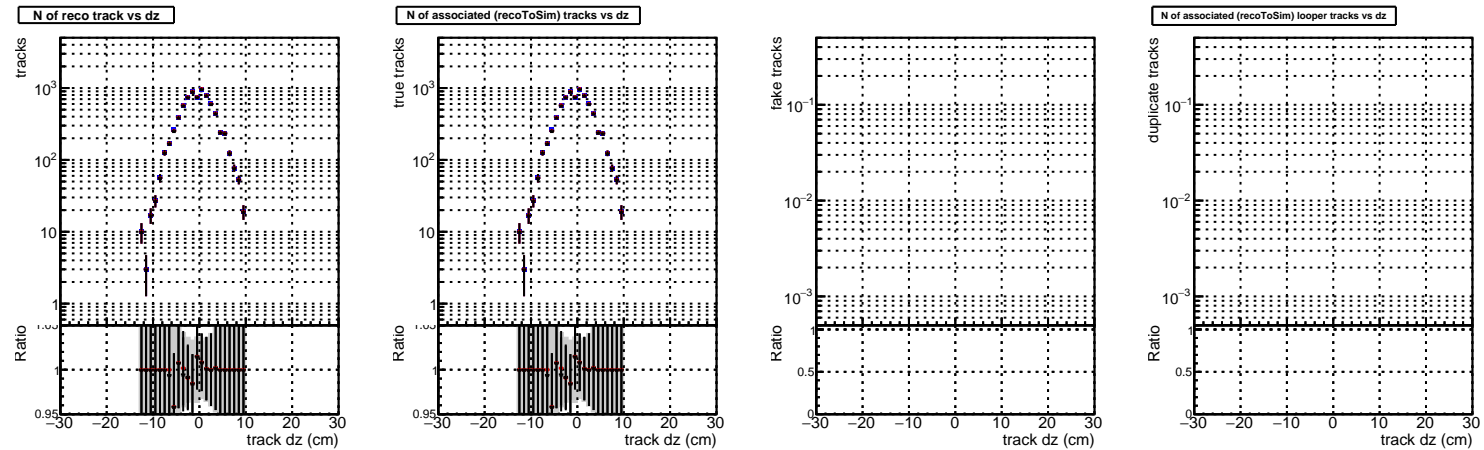 N of reco track vs dz
tracks
10³
10²
10
1
Ratio
1.05
1
0.95
−30 −20 −10 0 10 20 30
track dz (cm)
N of associated (recoToSim) tracks vs dz
true tracks
10³
10²
10
1
Ratio
1.05
1
0.95
−30 −20 −10 0 10 20 30
track dz (cm)
fake tracks
10⁻¹
10⁻²
10⁻³
Ratio
1
0.5
0
−30 −20 −10 0 10 20 30
track dz (cm)
N of associated (recoToSim) looper tracks vs dz
duplicate tracks
10⁻¹
10⁻²
10⁻³
Ratio
1
0.5
0
−30 −20 −10 0 10 20 30
track dz (cm)